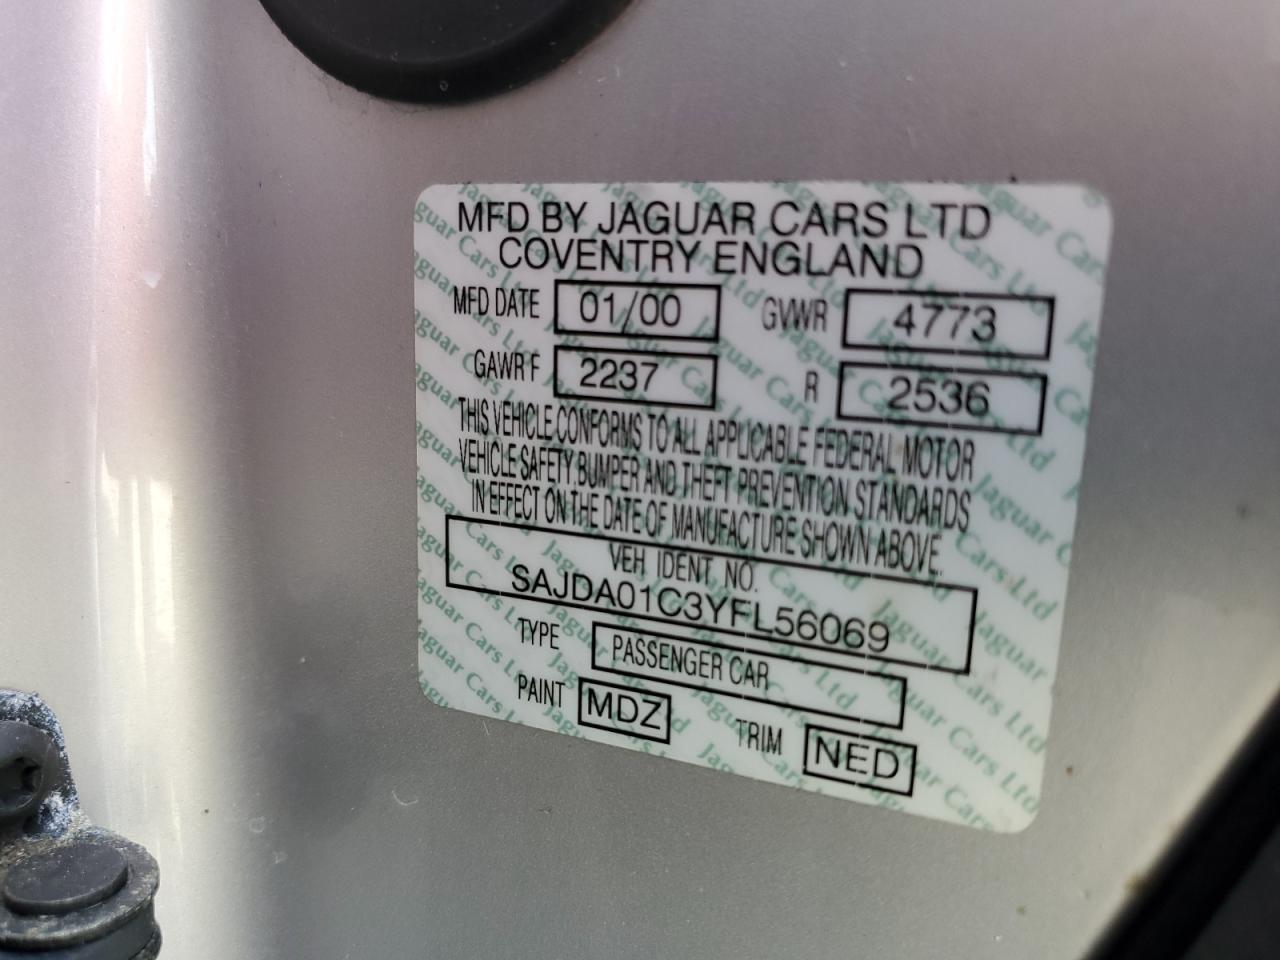 MFD BY JAGUAR CARS LTD
COVENTRY ENGLAND
MFD DATE 01/00 GVWR 4773
GAWR F 2237 R 2536
THIS VEHICLE CONFORMS TO ALL APPLICABLE FEDERAL MOTOR
VEHICLE SAFETY, BUMPER AND THEFT PREVENTION STANDARDS
IN EFFECT ON THE DATE OF MANUFACTURE SHOWN ABOVE.
VEH IDENT NO.
SAJDA01C3YFL56069
TYPE PASSENGER CAR
PAINT MDZ TRIM NED